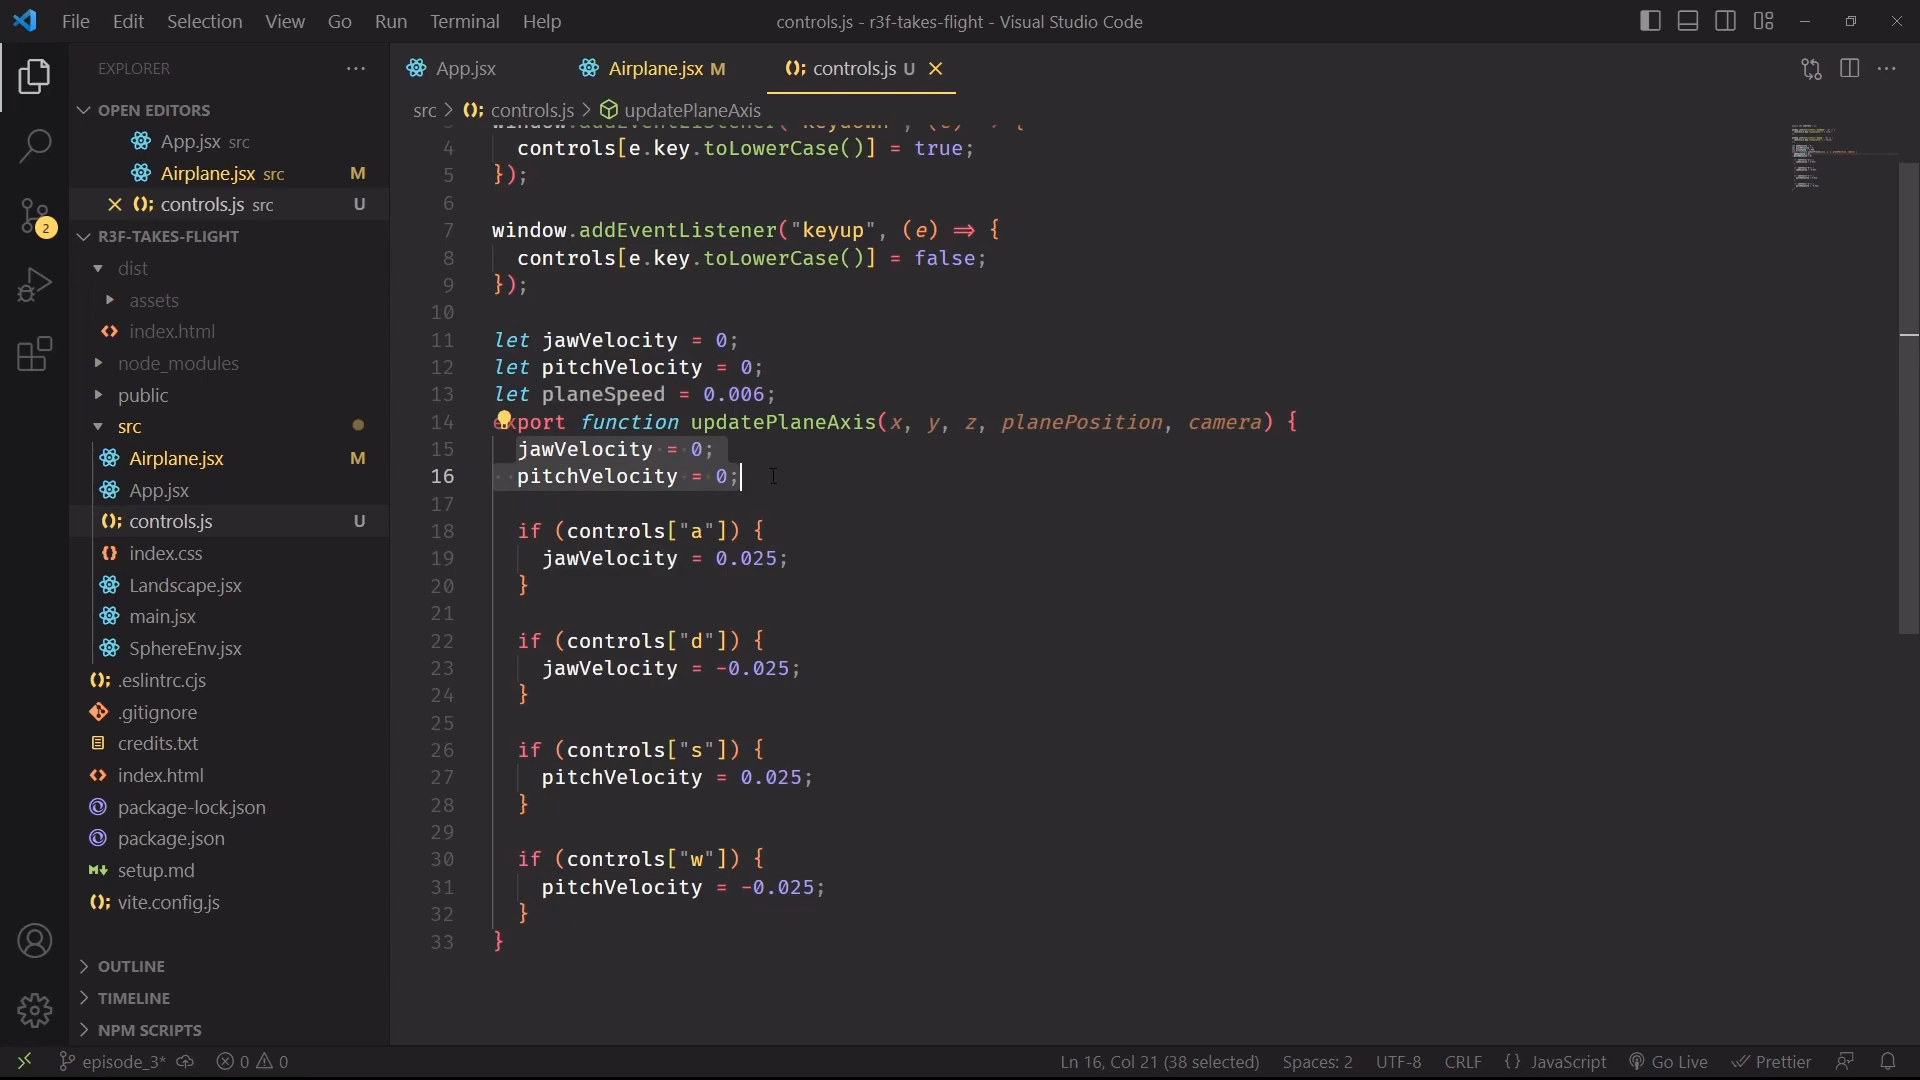 File Edit Selection View Go Run Terminal Help
controls.js - r3f-takes-flight - Visual Studio Code
EXPLORER
OPEN EDITORS
App.jsx src
Airplane.jsx src M
controls.js src U
R3F-TAKES-FLIGHT
dist
assets
index.html
node_modules
public
src
Airplane.jsx M
App.jsx
controls.js U
index.css
Landscape.jsx
main.jsx
SphereEnv.jsx
.eslintrc.cjs
.gitignore
credits.txt
index.html
package-lock.json
package.json
setup.md
vite.config.js
OUTLINE
TIMELINE
NPM SCRIPTS
2
App.jsx
Airplane.jsx M
controls.js U
src > controls.js > updatePlaneAxis
4 controls[e.key.toLowerCase()] = true;
5 });
6
7 window.addEventListener("keyup", (e) => {
8 controls[e.key.toLowerCase()] = false;
9 });
10
11 let jawVelocity = 0;
12 let pitchVelocity = 0;
13 let planeSpeed = 0.006;
14 export function updatePlaneAxis(x, y, z, planePosition, camera) {
15 jawVelocity = 0;
16 pitchVelocity = 0;
17
18 if (controls["a"]) {
19 jawVelocity = 0.025;
20 }
21
22 if (controls["d"]) {
23 jawVelocity = -0.025;
24 }
25
26 if (controls["s"]) {
27 pitchVelocity = 0.025;
28 }
29
30 if (controls["w"]) {
31 pitchVelocity = -0.025;
32 }
33 }
episode_3* 0 0
Ln 16, Col 21 (38 selected) Spaces: 2 UTF-8 CRLF {} JavaScript Go Live Prettier